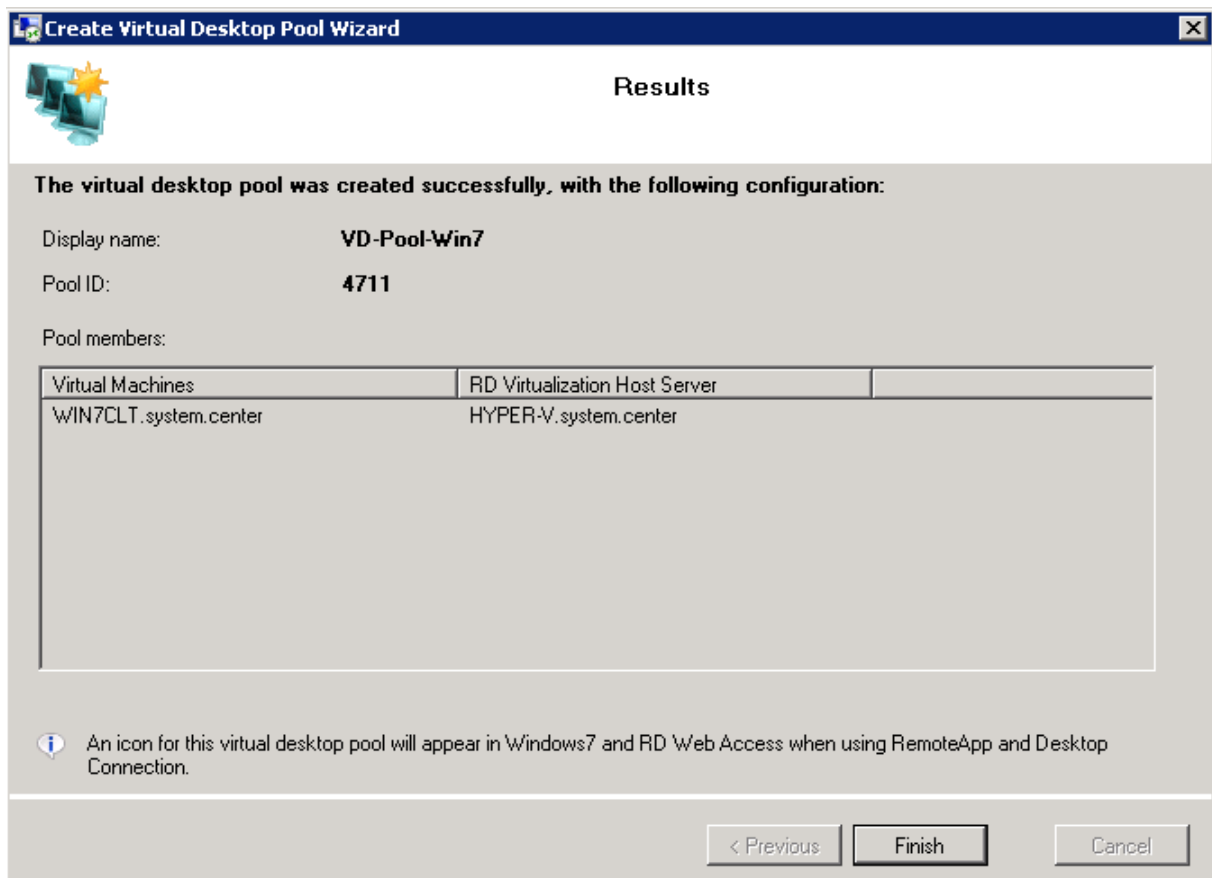 Create Virtual Desktop Pool Wizard
Results
The virtual desktop pool was created successfully, with the following configuration:
Display name: VD-Pool-Win7
Pool ID: 4711
Pool members:
Virtual Machines RD Virtualization Host Server
WIN7CLT.system.center HYPER-V.system.center
An icon for this virtual desktop pool will appear in Windows7 and RD Web Access when using RemoteApp and Desktop
Connection.
< Previous Finish Cancel